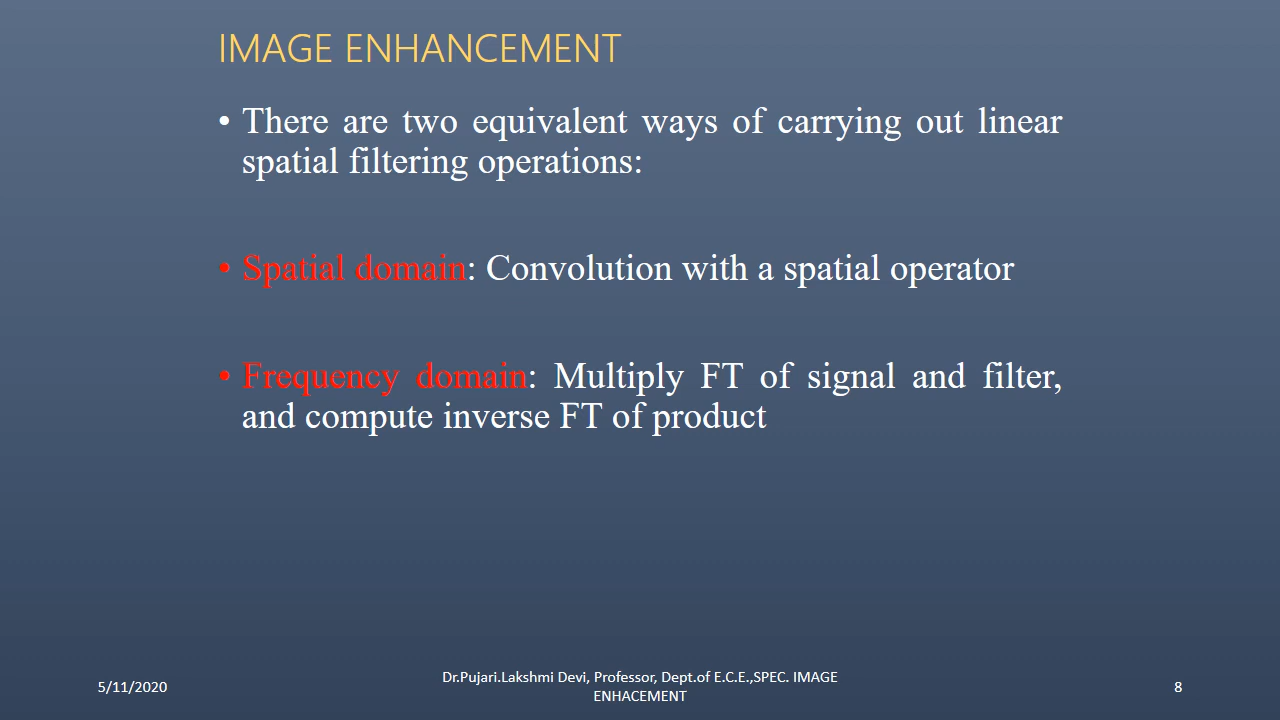 IMAGE ENHANCEMENT
• There are two equivalent ways of carrying out linear
spatial filtering operations:
• Spatial domain: Convolution with a spatial operator
• Frequency domain: Multiply FT of signal and filter,
and compute inverse FT of product
5/11/2020
Dr.Pujari.Lakshmi Devi, Professor, Dept.of E.C.E.,SPEC. IMAGE
ENHACEMENT
8